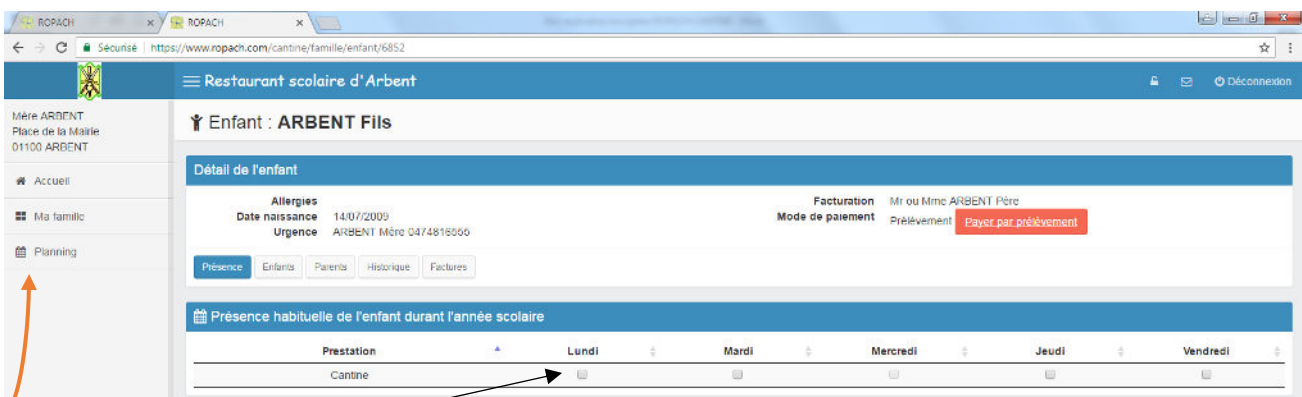 ROPACH
ROPACH
Sécurisé https://www.ropach.com/cantine/famille/enfant/6852
Restaurant scolaire d'Arbent
Déconnexion
Mère ARBENT
Place de la Mairie
01100 ARBENT
Accueil
Ma famille
Planning
Enfant : ARBENT Fils
Détail de l'enfant
Allergies
Date naissance 14/07/2009
Urgence ARBENT Mère 0474816555
Facturation Mr ou Mme ARBENT Père
Mode de paiement Prélèvement Payer par prélèvement
Présence Enfants Parents Historique Factures
Présence habituelle de l'enfant durant l'année scolaire
Prestation Lundi Mardi Mercredi Jeudi Vendredi
Cantine